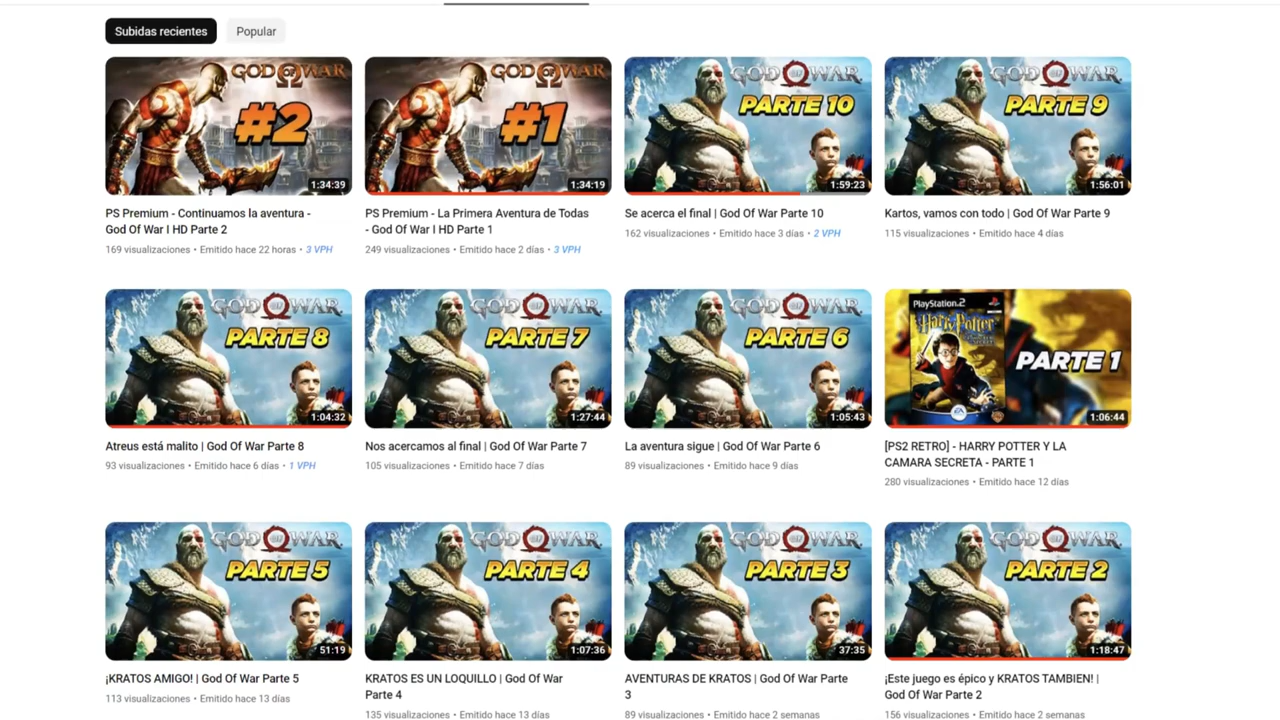 Subidas recientes
Popular
GOD OF WAR
#2
1:34:39
GOD OF WAR
#1
1:34:19
GOD OF WAR
PARTE 10
1:59:23
GOD OF WAR
PARTE 9
1:56:01
PS Premium - Continuamos la aventura -
God Of War I HD Parte 2
169 visualizaciones • Emitido hace 22 horas • 3 VPH
PS Premium - La Primera Aventura de Todas
- God Of War I HD Parte 1
249 visualizaciones • Emitido hace 2 días • 3 VPH
Se acerca el final | God Of War Parte 10
162 visualizaciones • Emitido hace 3 días • 2 VPH
Kartos, vamos con todo | God Of War Parte 9
115 visualizaciones • Emitido hace 4 días
GOD OF WAR
PARTE 8
1:04:32
GOD OF WAR
PARTE 7
1:27:44
GOD OF WAR
PARTE 6
1:05:43
PlayStation.2
Harry Potter
EA
PARTE 1
1:06:44
Atreus está malito | God Of War Parte 8
93 visualizaciones • Emitido hace 6 días • 1 VPH
Nos acercamos al final | God Of War Parte 7
105 visualizaciones • Emitido hace 7 días
La aventura sigue | God Of War Parte 6
89 visualizaciones • Emitido hace 9 días
[PS2 RETRO] - HARRY POTTER Y LA
CAMARA SECRETA - PARTE 1
280 visualizaciones • Emitido hace 12 días
GOD OF WAR
PARTE 5
51:19
GOD OF WAR
PARTE 4
1:07:36
GOD OF WAR
PARTE 3
37:35
GOD OF WAR
PARTE 2
1:18:47
¡KRATOS AMIGO! | God Of War Parte 5
113 visualizaciones • Emitido hace 13 días
KRATOS ES UN LOQUILLO | God Of War
Parte 4
135 visualizaciones • Emitido hace 13 días
AVENTURAS DE KRATOS | God Of War Parte
3
89 visualizaciones • Emitido hace 2 semanas
¡Este juego es épico y KRATOS TAMBIEN! |
God Of War Parte 2
156 visualizaciones • Emitido hace 2 semanas